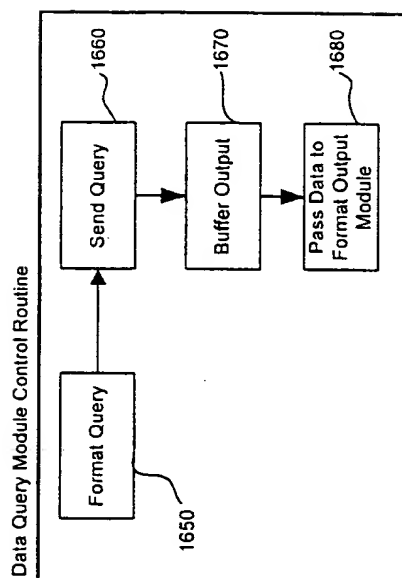 Data Query Module Control Routine
Format Query
1650
Send Query
1660
Buffer Output
1670
Pass Data to
Format Output
Module
1680